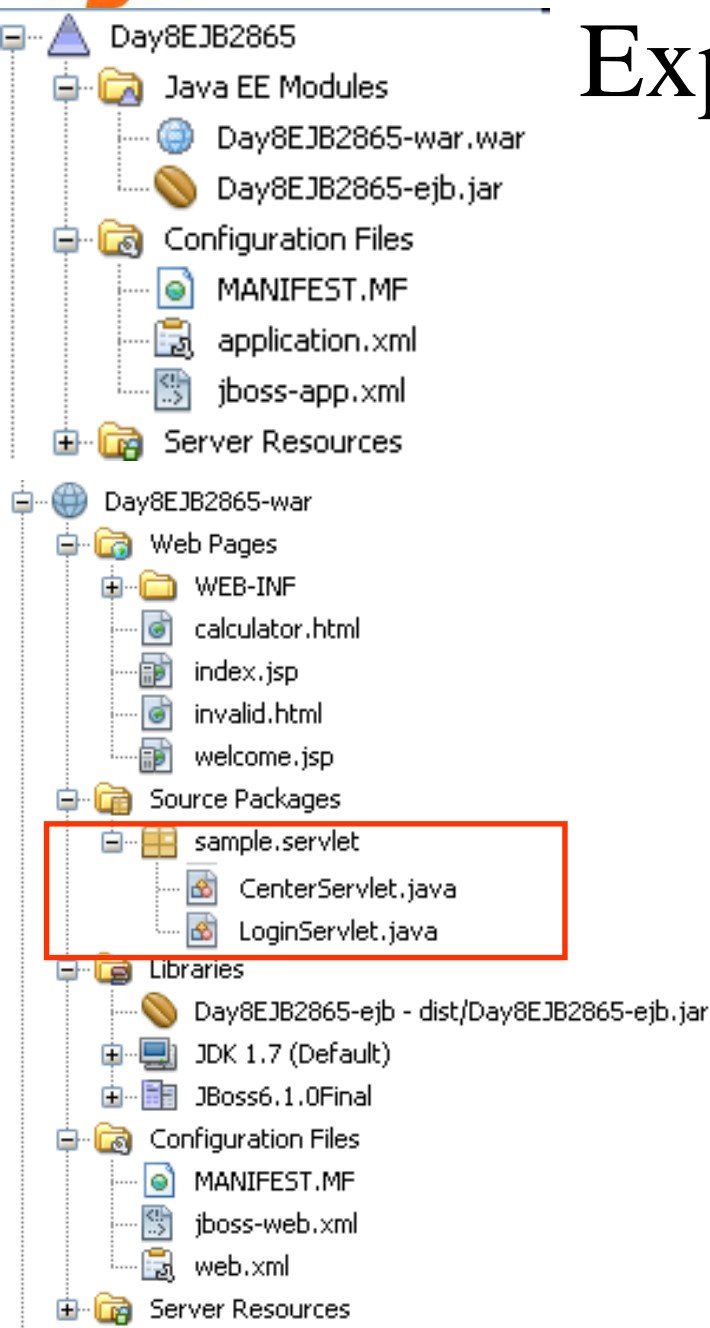 Day8EJB2865
Java EE Modules
Day8EJB2865-war.war
Day8EJB2865-ejb.jar
Configuration Files
MANIFEST.MF
application.xml
jboss-app.xml
Server Resources
Exp
Day8EJB2865-war
Web Pages
WEB-INF
calculator.html
index.jsp
invalid.html
welcome.jsp
Source Packages
sample.servlet
CenterServlet.java
LoginServlet.java
Libraries
Day8EJB2865-ejb - dist/Day8EJB2865-ejb.jar
JDK 1.7 (Default)
JBoss6.1.0Final
Configuration Files
MANIFEST.MF
jboss-web.xml
web.xml
Server Resources